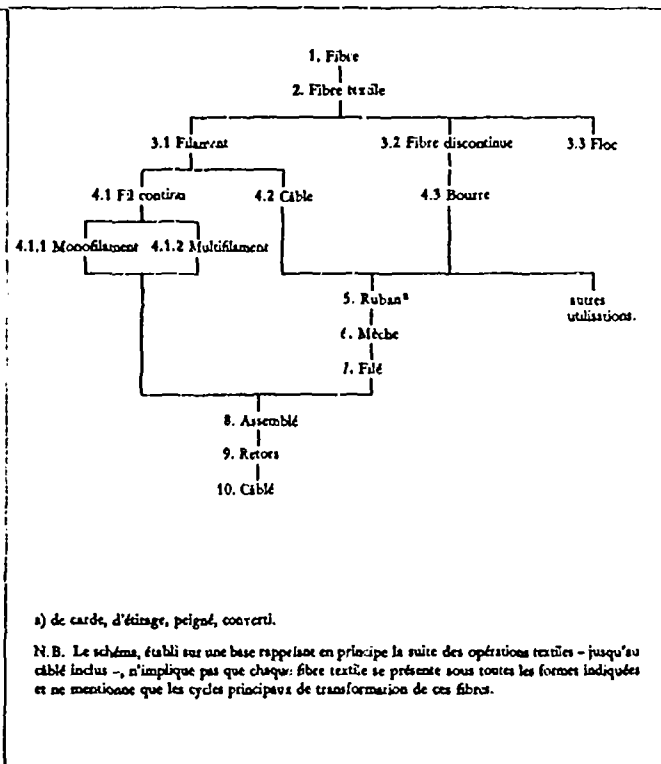 1. Fibre
2. Fibre textile
3.1 Filament 3.2 Fibre discontinue 3.3 Floc
4.1 Fil continu 4.2 Câble 4.3 Bourre
4.1.1 Monofilament 4.1.2 Multifilament
5. Rubanª autres
utilisations.
6. Mèche
7. Filé
8. Assemblé
9. Retors
10. Câblé
a) de carde, d'étirage, peigné, converti.
N.B. Le schéma, établi sur une base rappelant en principe la suite des opérations textiles – jusqu'au
câblé inclus –, n'implique pas que chaque fibre textile se présente sous toutes les formes indiquées
et ne mentionne que les cycles principaux de transformation de ces fibres.